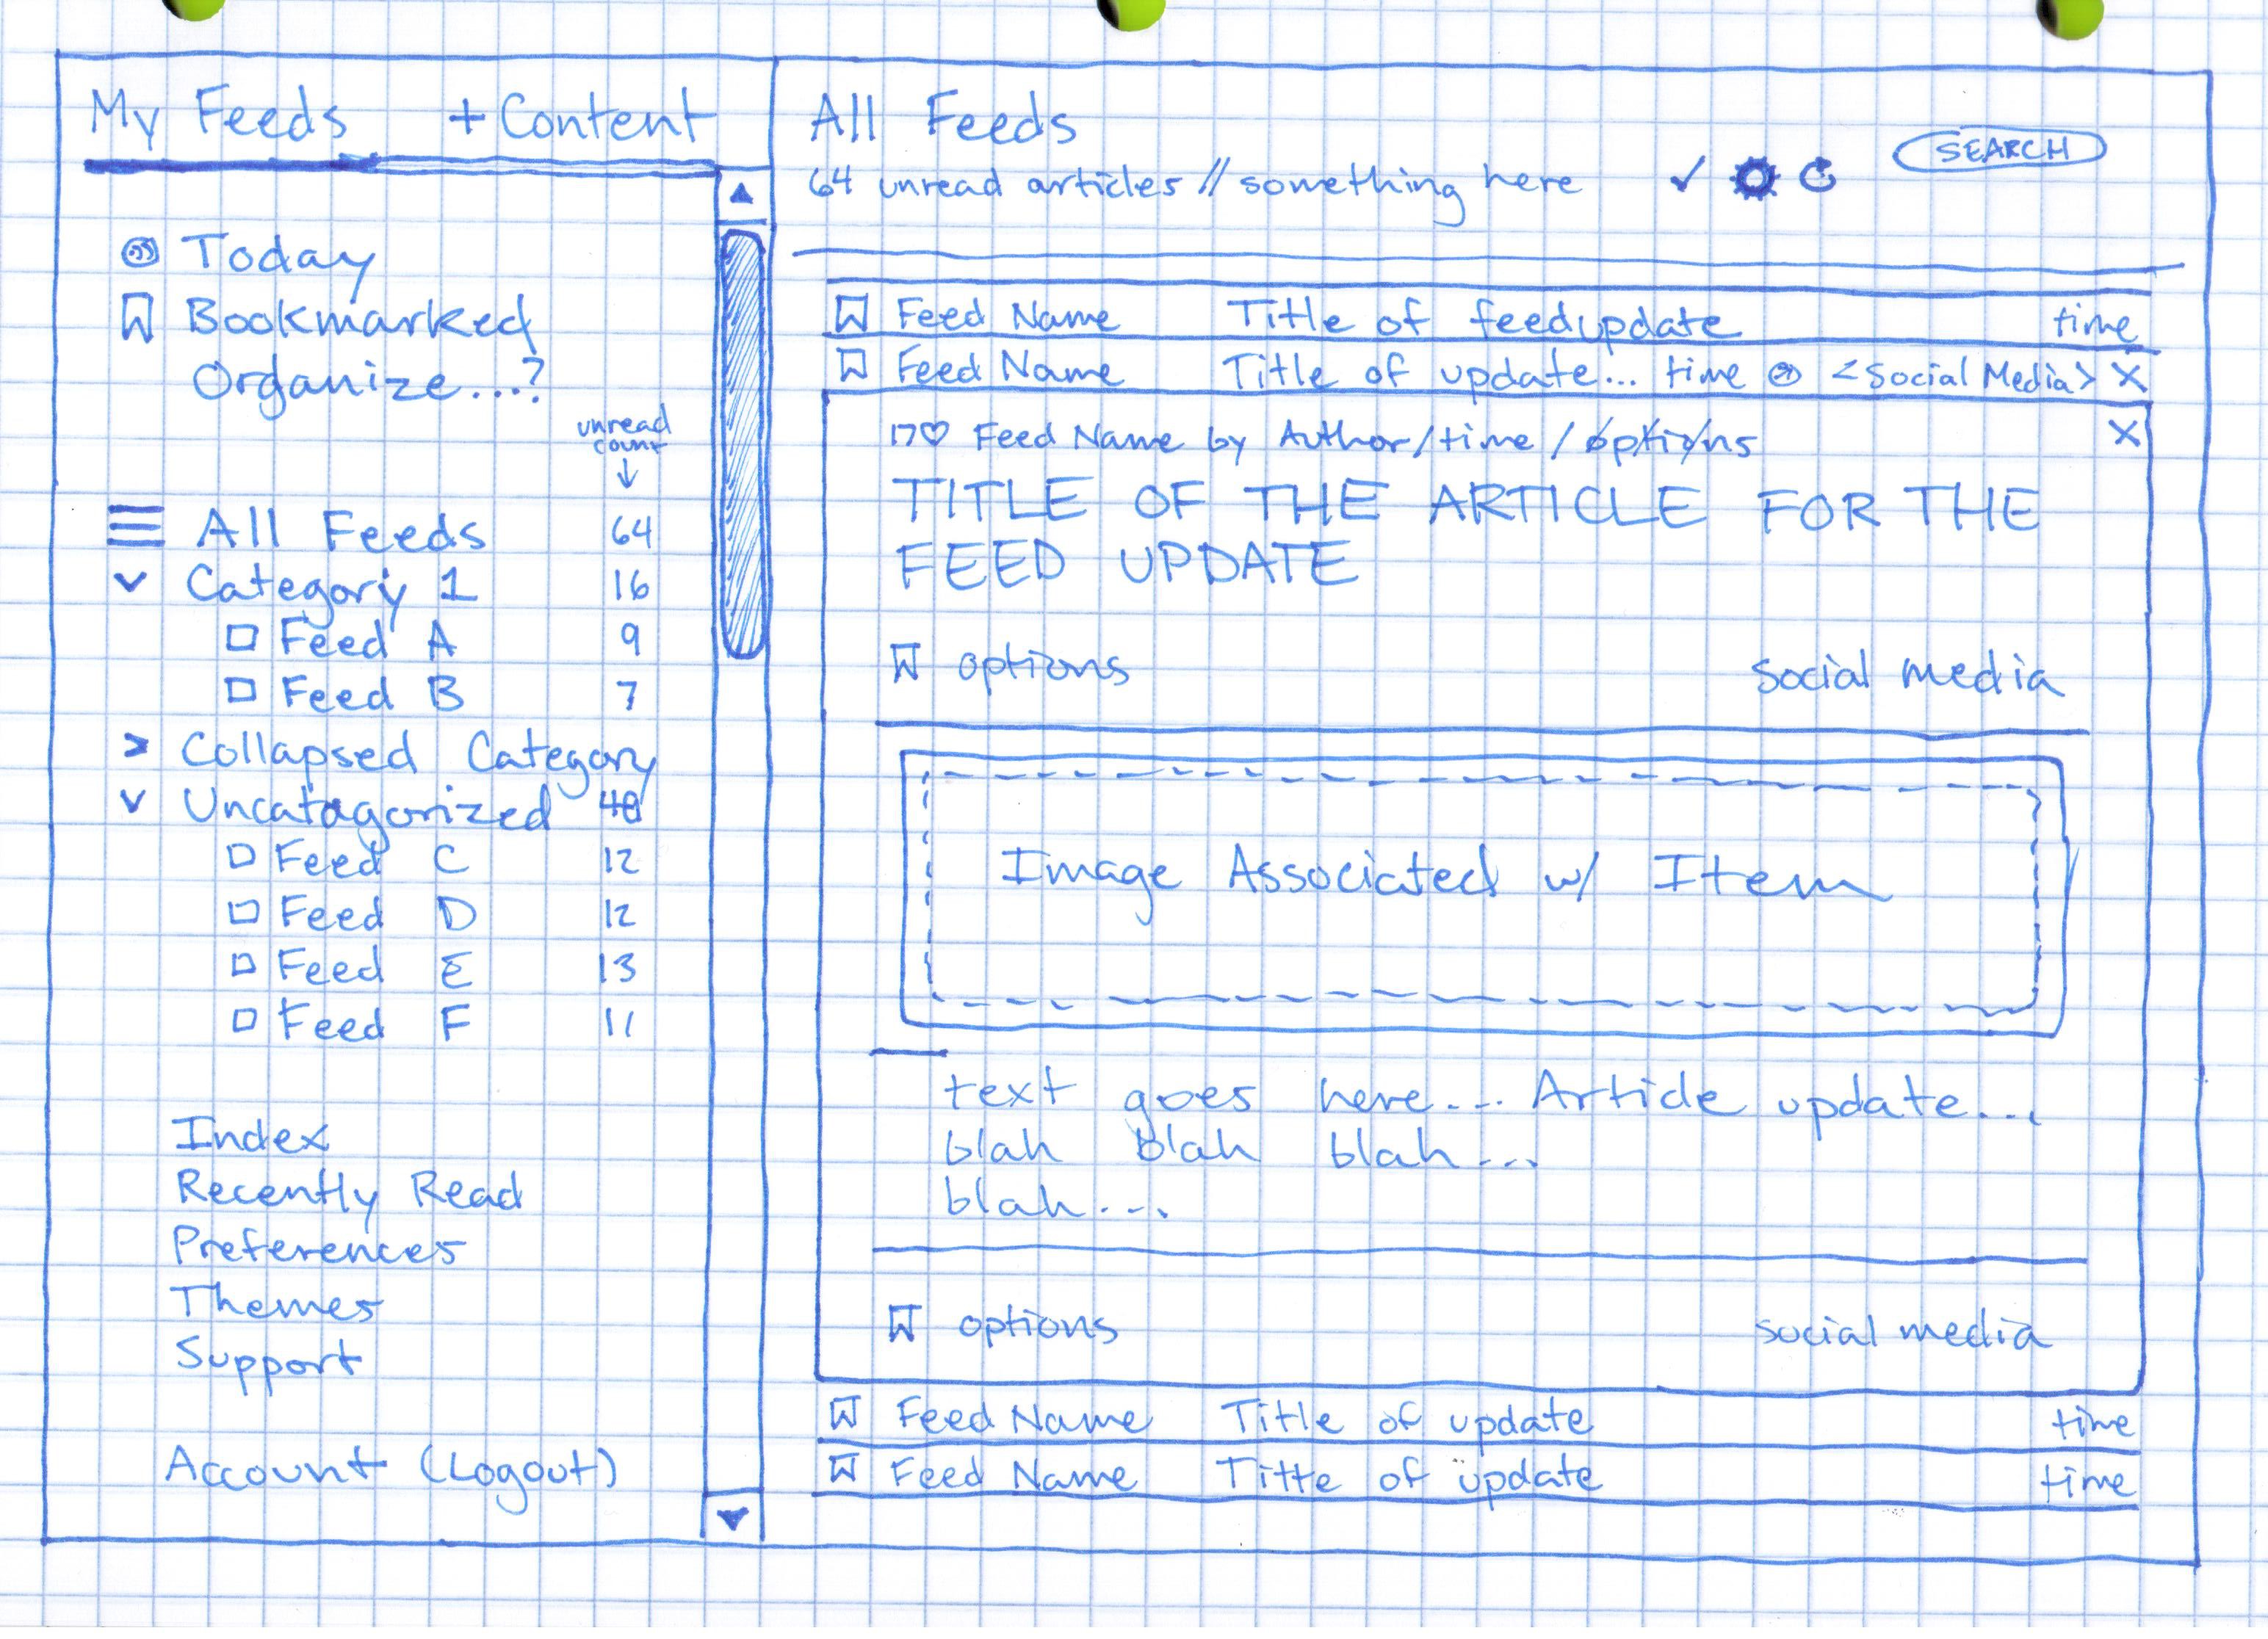 My Feeds + Content
Today
Bookmarked
Organize...?
unread
count
All Feeds 64
Category 1 16
Feed A 9
Feed B 7
Collapsed Category
Uncatagorized 48
Feed C 12
Feed D 12
Feed E 13
Feed F 11
Index
Recently Read
Preferences
Themes
Support
Account (Logout)
All Feeds
64 unread articles // something here
SEARCH
Feed Name Title of feedupdate time
Feed Name Title of update... time <Social Media> X
17♡ Feed Name by Author/time/options X
TITLE OF THE ARTICLE FOR THE
FEED UPDATE
options social media
Image Associated w/ Item
text goes here... Article update...
blah blah blah...
blah...
options social media
Feed Name Title of update time
Feed Name Title of update time